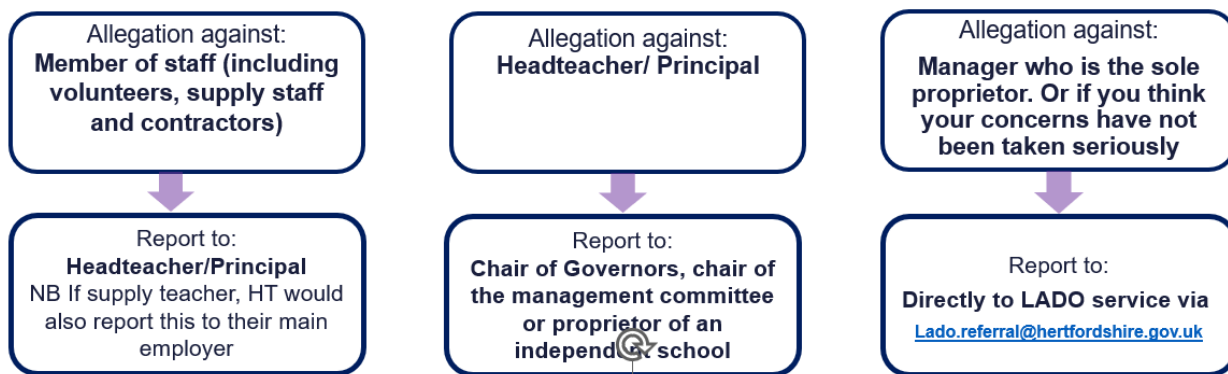 Allegation against:
Member of staff (including
volunteers, supply staff
and contractors)
Report to:
Headteacher/Principal
NB If supply teacher, HT would
also report this to their main
employer
Allegation against:
Headteacher/ Principal
Report to:
Chair of Governors, chair of
the management committee
or proprietor of an
independent school
Allegation against:
Manager who is the sole
proprietor. Or if you think
your concerns have not
been taken seriously
Report to:
Directly to LADO service via
Lado.referral@hertfordshire.gov.uk